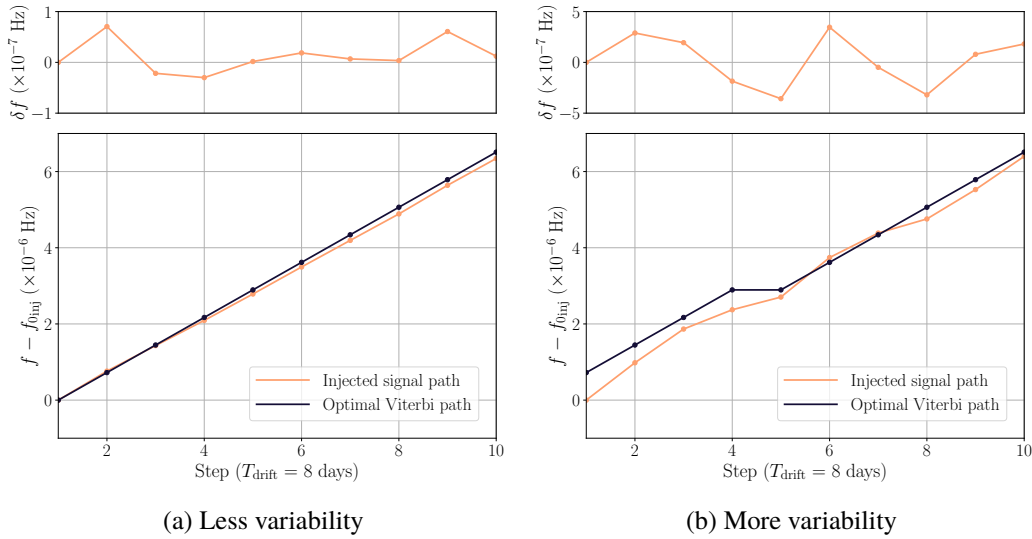 1
0
−1
δf (×10⁻⁷ Hz)
6
4
2
0
f − f₀ᵢₙⱼ (×10⁻⁶ Hz)
Injected signal path
Optimal Viterbi path
2 4 6 8 10
Step (T_drift = 8 days)
(a) Less variability
5
0
−5
δf (×10⁻⁷ Hz)
6
4
2
0
f − f₀ᵢₙⱼ (×10⁻⁶ Hz)
Injected signal path
Optimal Viterbi path
2 4 6 8 10
Step (T_drift = 8 days)
(b) More variability